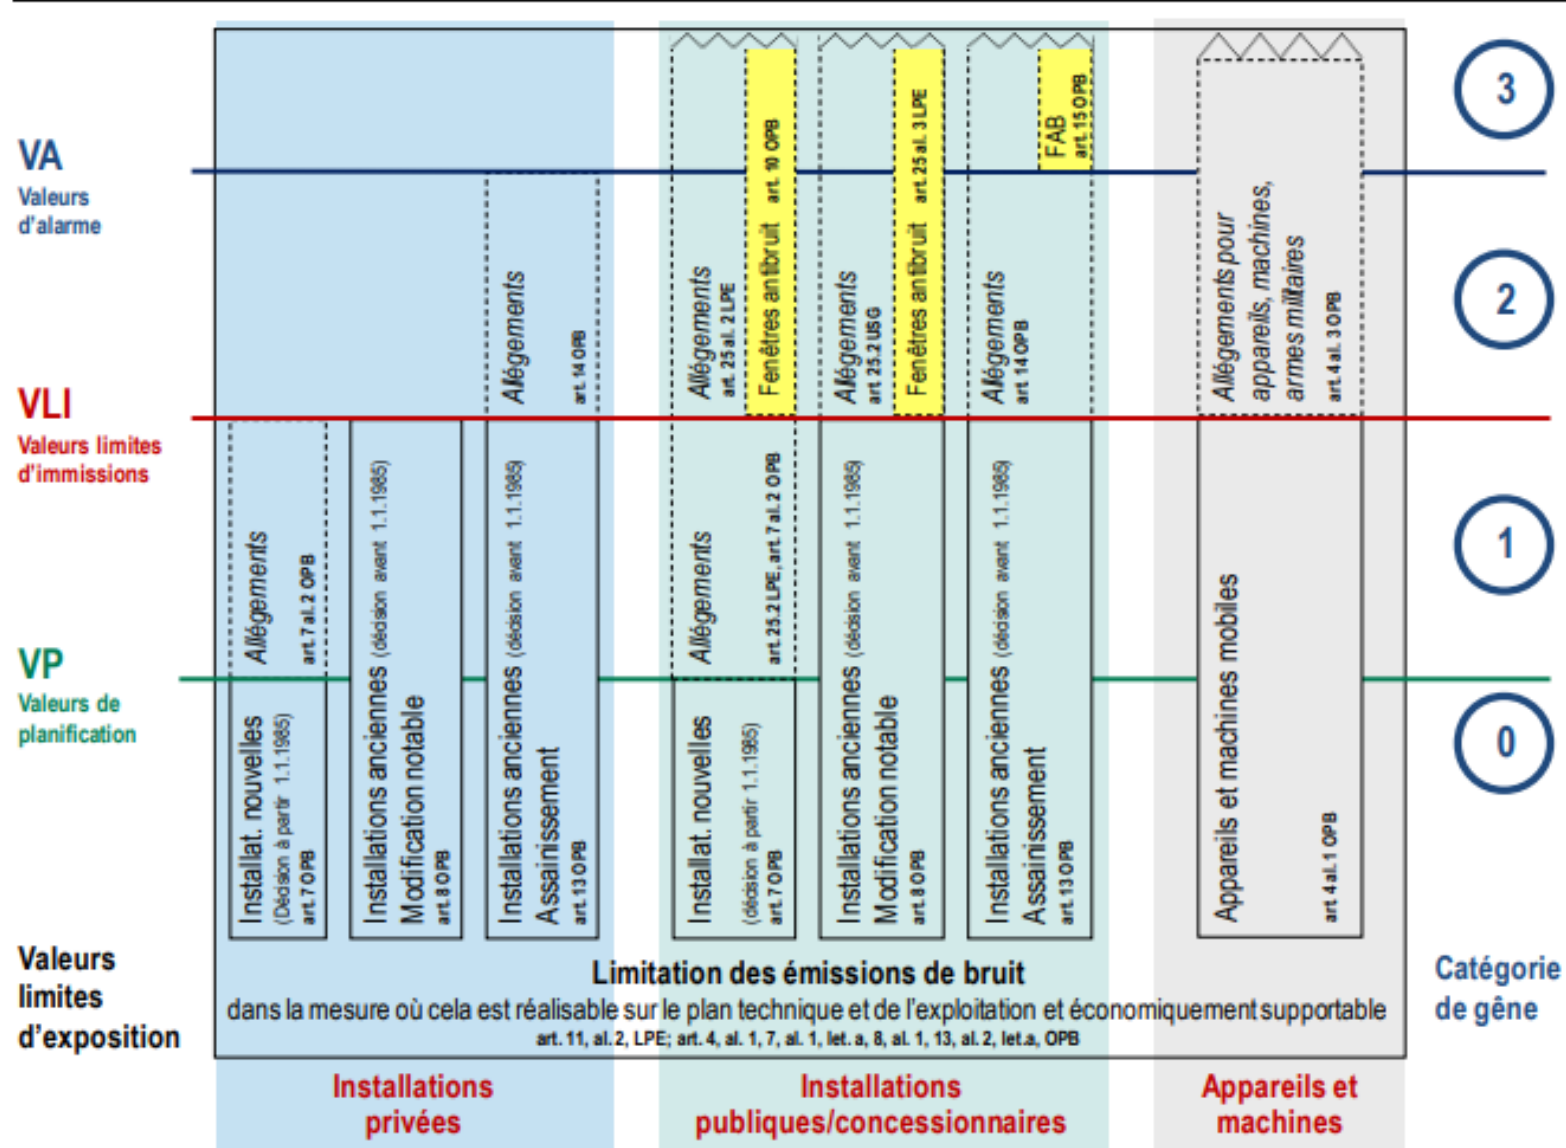 VA
Valeurs
d'alarme
VLI
Valeurs limites
d'immissions
VP
Valeurs de
planification
Valeurs
limites
d'exposition
Allégements
art. 7 al. 2 OPB
Installat. nouvelles
(Décision à partir 1.1.1985)
art. 7 OPB
Installations anciennes (décision avant 1.1.1985)
Modification notable
art. 8 OPB
Allégements
art. 14 OPB
Installations anciennes (décision avant 1.1.1985)
Assainissement
art. 13 OPB
Allégements
art. 25 al. 2 LPE
Fenêtres antibruit art. 10 OPB
Allégements
art. 25.2 LPE, art. 7 al. 2 OPB
Installat. nouvelles
(décision à partir 1.1.1985)
art. 7 OPB
Allégements
art 25.2 USG
Fenêtres antibruit art. 25 al. 3 LPE
Installations anciennes (décision avant 1.1.1985)
Modification notable
art. 8 OPB
FAB
art. 15 OPB
Allégements
art. 14 OPB
Installations anciennes (décision avant 1.1.1985)
Assainissement
art. 13 OPB
Allégements pour
appareils, machines,
armes militaires
art. 4 al. 3 OPB
Appareils et machines mobiles
art. 4 al. 1 OPB
3
2
1
0
Catégorie
de gêne
Limitation des émissions de bruit
dans la mesure où cela est réalisable sur le plan technique et de l'exploitation et économiquement supportable
art. 11, al. 2, LPE; art. 4, al. 1, 7, al. 1, let. a, 8, al. 1, 13, al. 2, let.a, OPB
Installations
privées
Installations
publiques/concessionnaires
Appareils et
machines